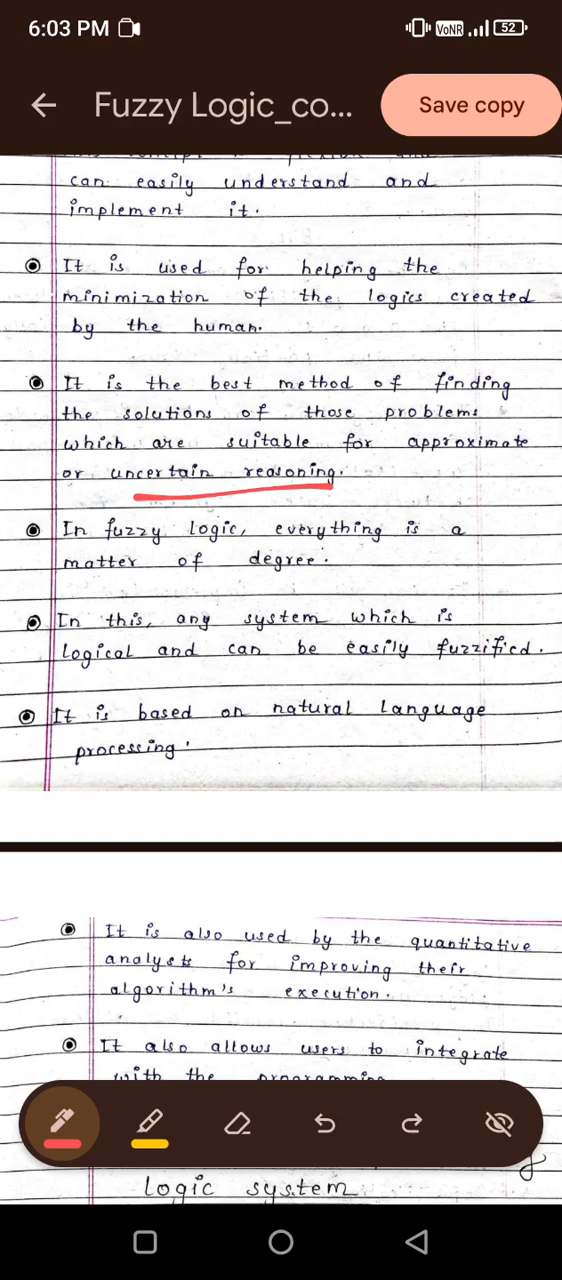 6:03 PM
VoNR
52
Fuzzy Logic_co...
Save copy
can easily understand and
implement it.
It is used for helping the
minimization of the logics created
by the human.
It is the best method of finding
the solutions of those problems
which are suitable for approximate
or uncertain reasoning.
In fuzzy logic, everything is a
matter of degree.
In this, any system which is
logical and can be easily fuzzified.
It is based on natural language
processing.
It is also used by the quantitative
analysts for improving their
algorithm's execution.
It also allows users to integrate
with the programming
Logic system